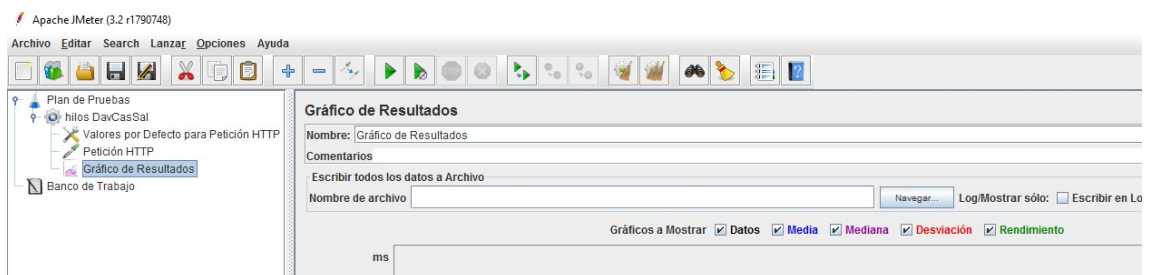 Apache JMeter (3.2 r1790748)
Archivo Editar Search Lanzar Opciones Ayuda
Plan de Pruebas
hilos DavCasSal
Valores por Defecto para Petición HTTP
Petición HTTP
Gráfico de Resultados
Banco de Trabajo
Gráfico de Resultados
Nombre: Gráfico de Resultados
Comentarios
Escribir todos los datos a Archivo
Nombre de archivo Navegar... Log/Mostrar sólo: Escribir en Lo
Gráficos a Mostrar Datos Media Mediana Desviación Rendimiento
ms